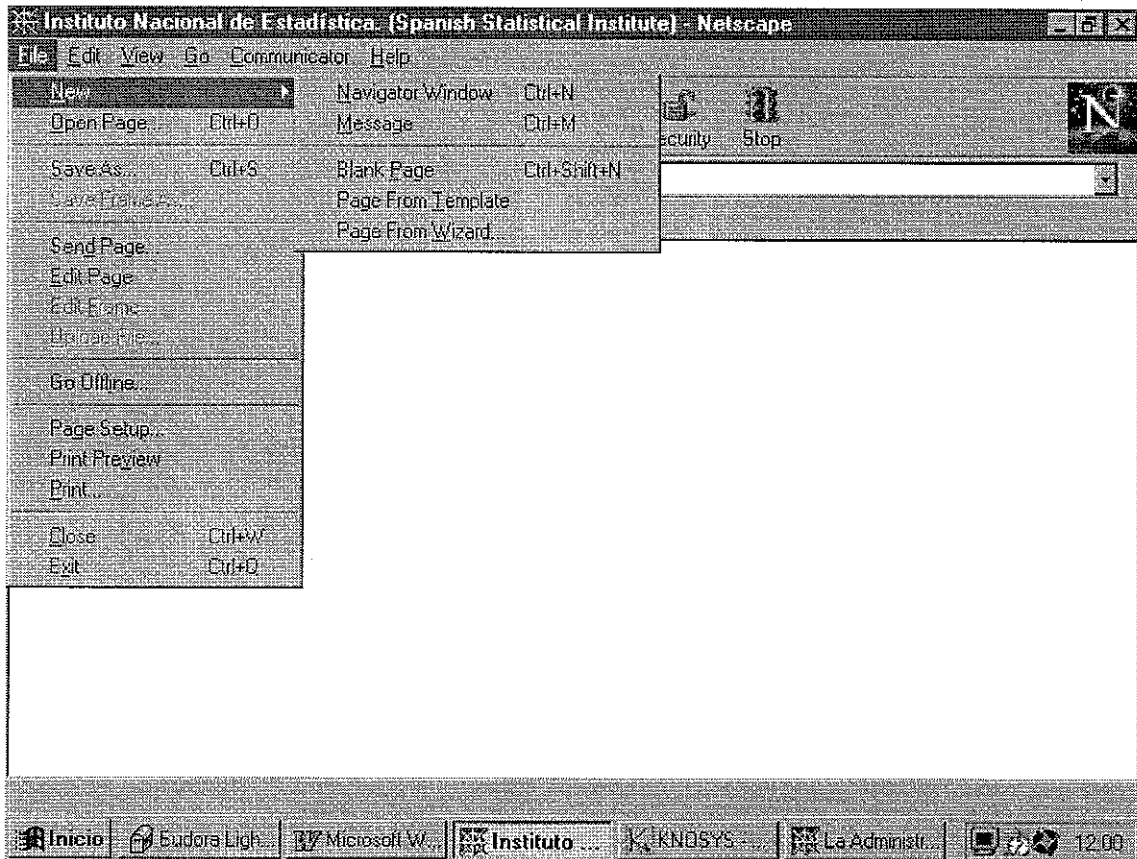 Instituto Nacional de Estadística. (Spanish Statistical Institute) - Netscape
File Edit View Go Communicator Help
New
Open Page... Ctrl+O
Save As... Ctrl+S
Save Frame As...
Send Page...
Edit Page
Edit Frame
Upload File...
Go Offline...
Page Setup...
Print Preview
Print...
Close Ctrl+W
Exit Ctrl+Q
Navigator Window Ctrl+N
Message Ctrl+M
Blank Page Ctrl+Shift+N
Page From Template
Page From Wizard...
ecurity Stop
N
Inicio Eudora Ligh... Microsoft W... Instituto ... KNOSYS - ... La Administr... 12:00